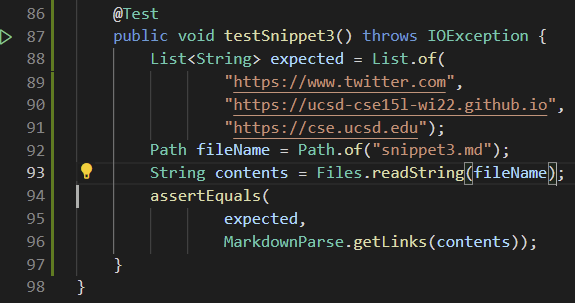 86 @Test
87 public void testSnippet3() throws IOException {
88 List<String> expected = List.of(
89 "https://www.twitter.com",
90 "https://ucsd-cse15l-wi22.github.io",
91 "https://cse.ucsd.edu");
92 Path fileName = Path.of("snippet3.md");
93 String contents = Files.readString(fileName);
94 assertEquals(
95 expected,
96 MarkdownParse.getLinks(contents));
97 }
98 }